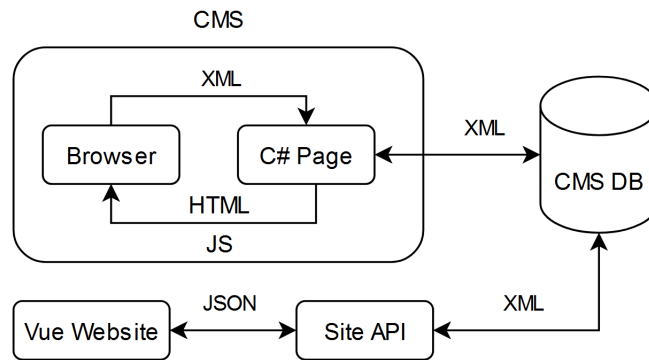 CMS
XML
Browser
C# Page
XML
CMS DB
HTML
JS
Vue Website
JSON
Site API
XML